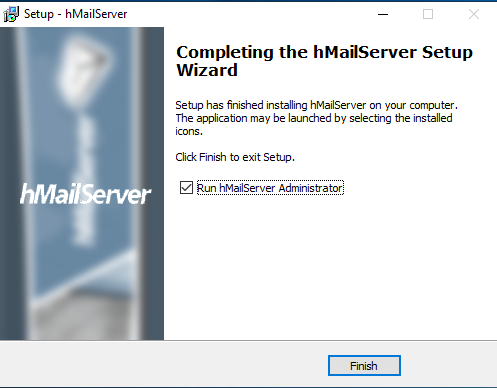 Setup - hMailServer
Completing the hMailServer Setup
Wizard
Setup has finished installing hMailServer on your computer.
The application may be launched by selecting the installed
icons.
Click Finish to exit Setup.
Run hMailServer Administrator
hMailServer
Finish